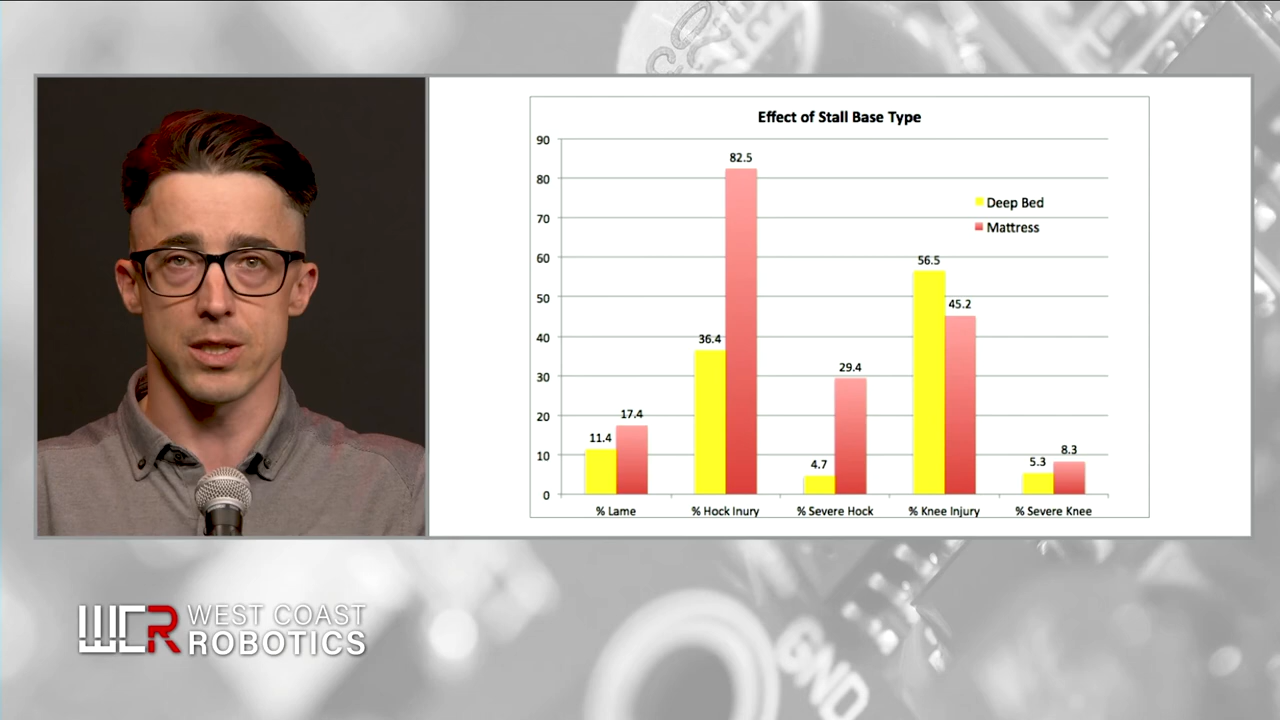 Effect of Stall Base Type
90
80
70
60
50
40
30
20
10
0
82.5
56.5
45.2
36.4
29.4
17.4
11.4
4.7
5.3
8.3
Deep Bed
Mattress
% Lame
% Hock Inury
% Severe Hock
% Knee Injury
% Severe Knee
WCR WEST COAST
ROBOTICS
GND